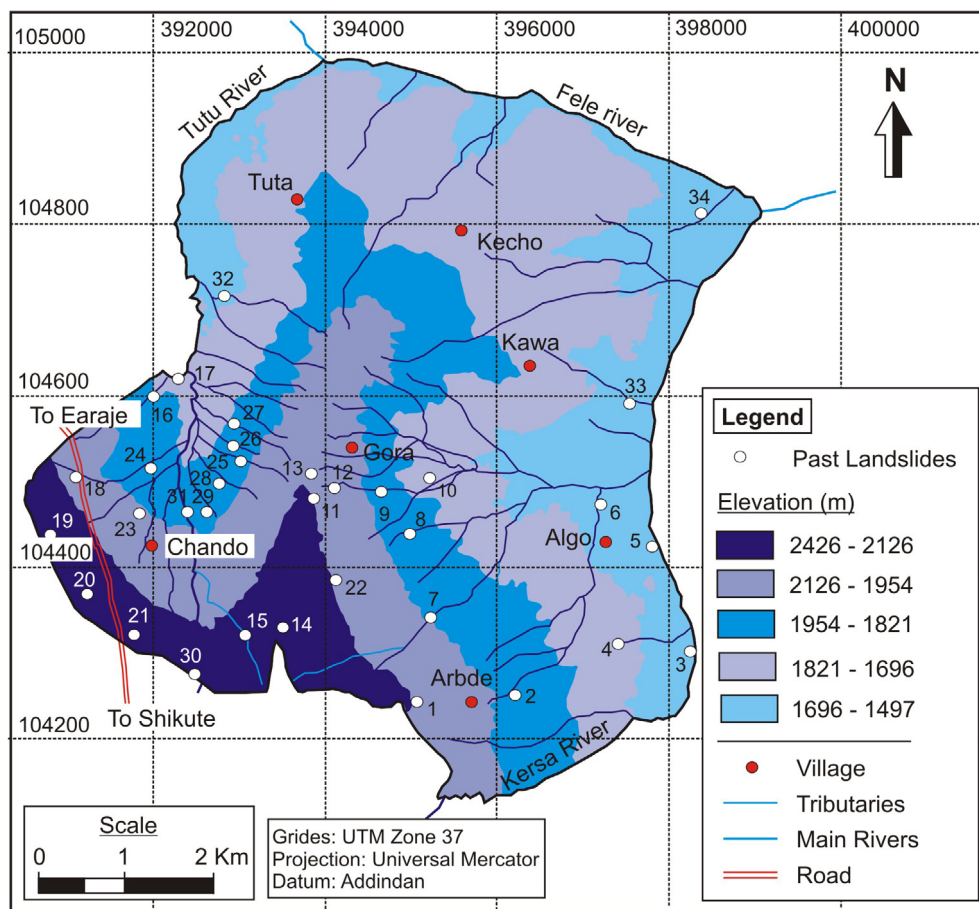 105000
392000
394000
396000
398000
400000
Tutu River
Fele river
N
Tuta
34
104800
Kecho
32
Kawa
17
104600
33
To Earaje
16
27
26
Gora
24
25
13
12
10
18
28
11
9
6
31
29
23
8
19
Chando
Algo
5
104400
20
22
7
21
15
14
4
3
30
Arbde
2
1
To Shikute
104200
Kersa River
Legend
Past Landslides
Elevation (m)
2426 - 2126
2126 - 1954
1954 - 1821
1821 - 1696
1696 - 1497
Village
Tributaries
Main Rivers
Road
Scale
0 1 2 Km
Grides: UTM Zone 37
Projection: Universal Mercator
Datum: Addindan